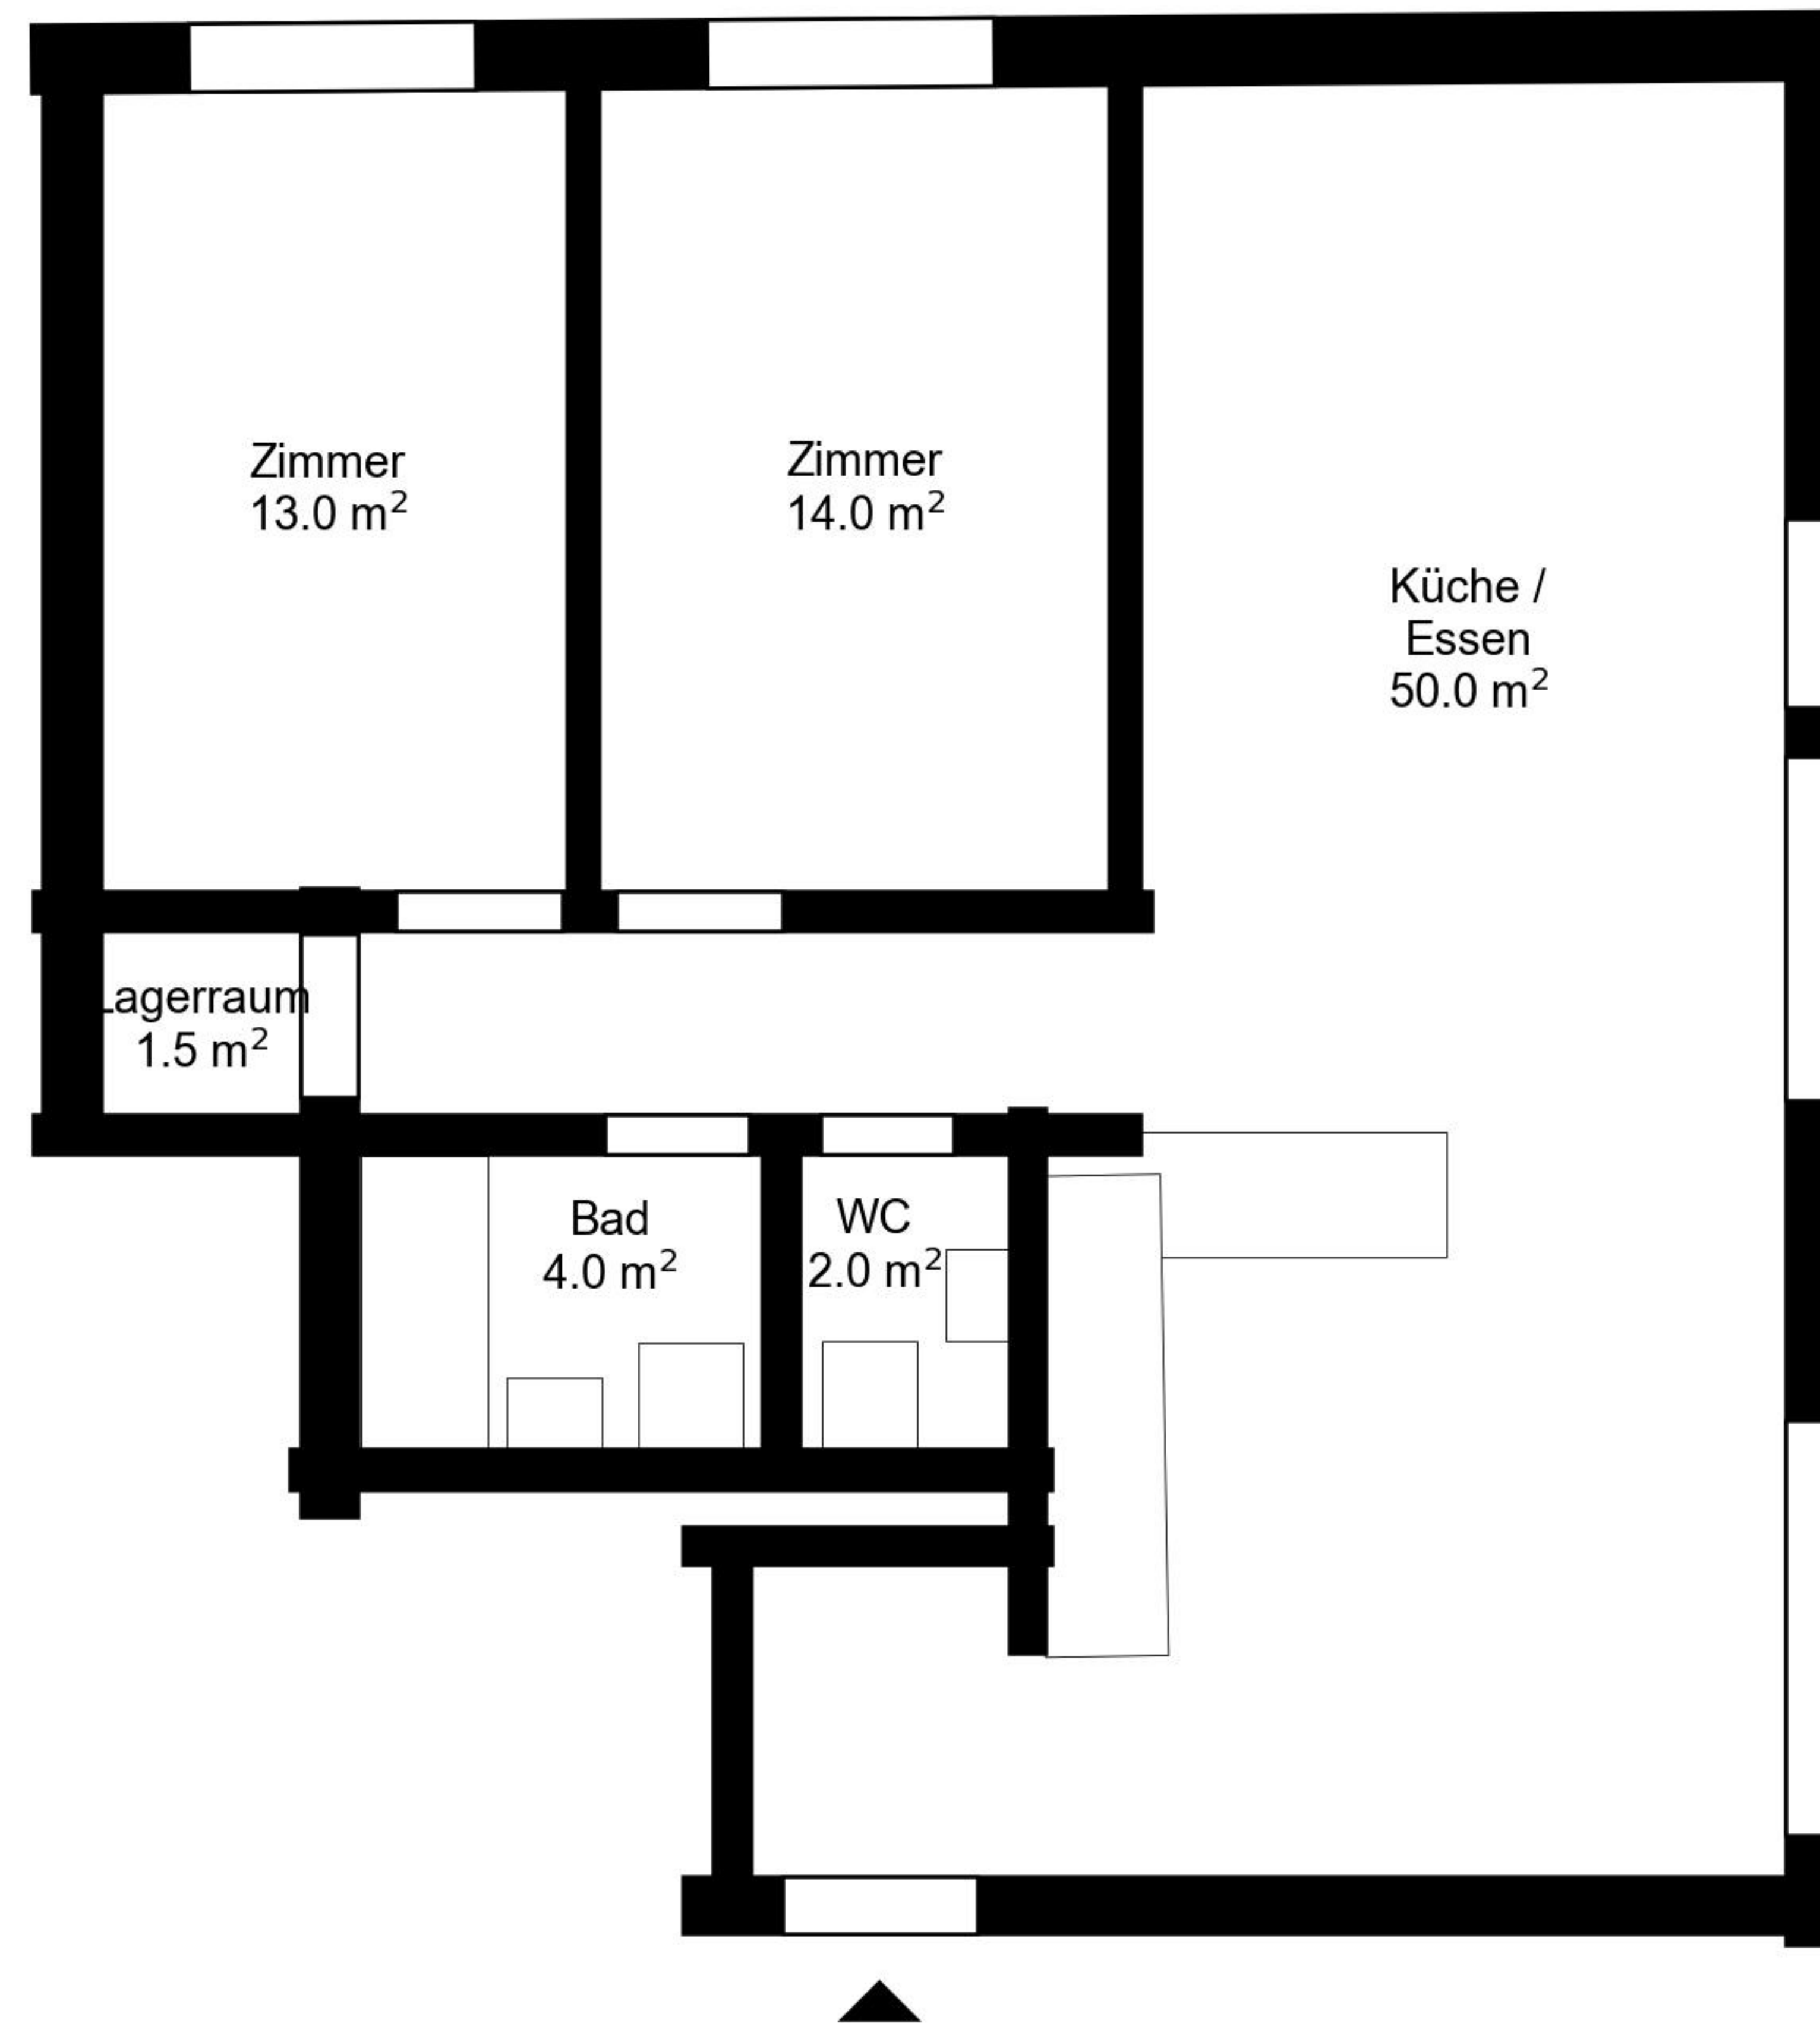 Zimmer
13.0 m²
Zimmer
14.0 m²
Küche /
Essen
50.0 m²
Lagerraum
1.5 m²
Bad
4.0 m²
WC
2.0 m²